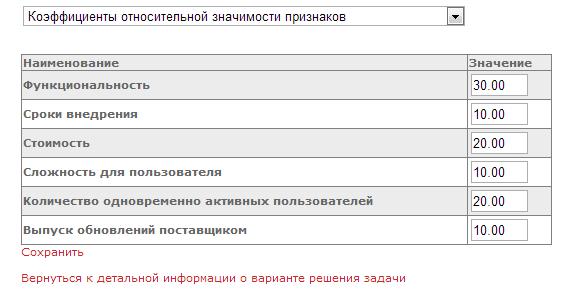 Коэффициенты относительной значимости признаков
Наименование Значение
Функциональность 30.00
Сроки внедрения 10.00
Стоимость 20.00
Сложность для пользователя 10.00
Количество одновременно активных пользователей 20.00
Выпуск обновлений поставщиком 10.00
Сохранить
Вернуться к детальной информации о варианте решения задачи